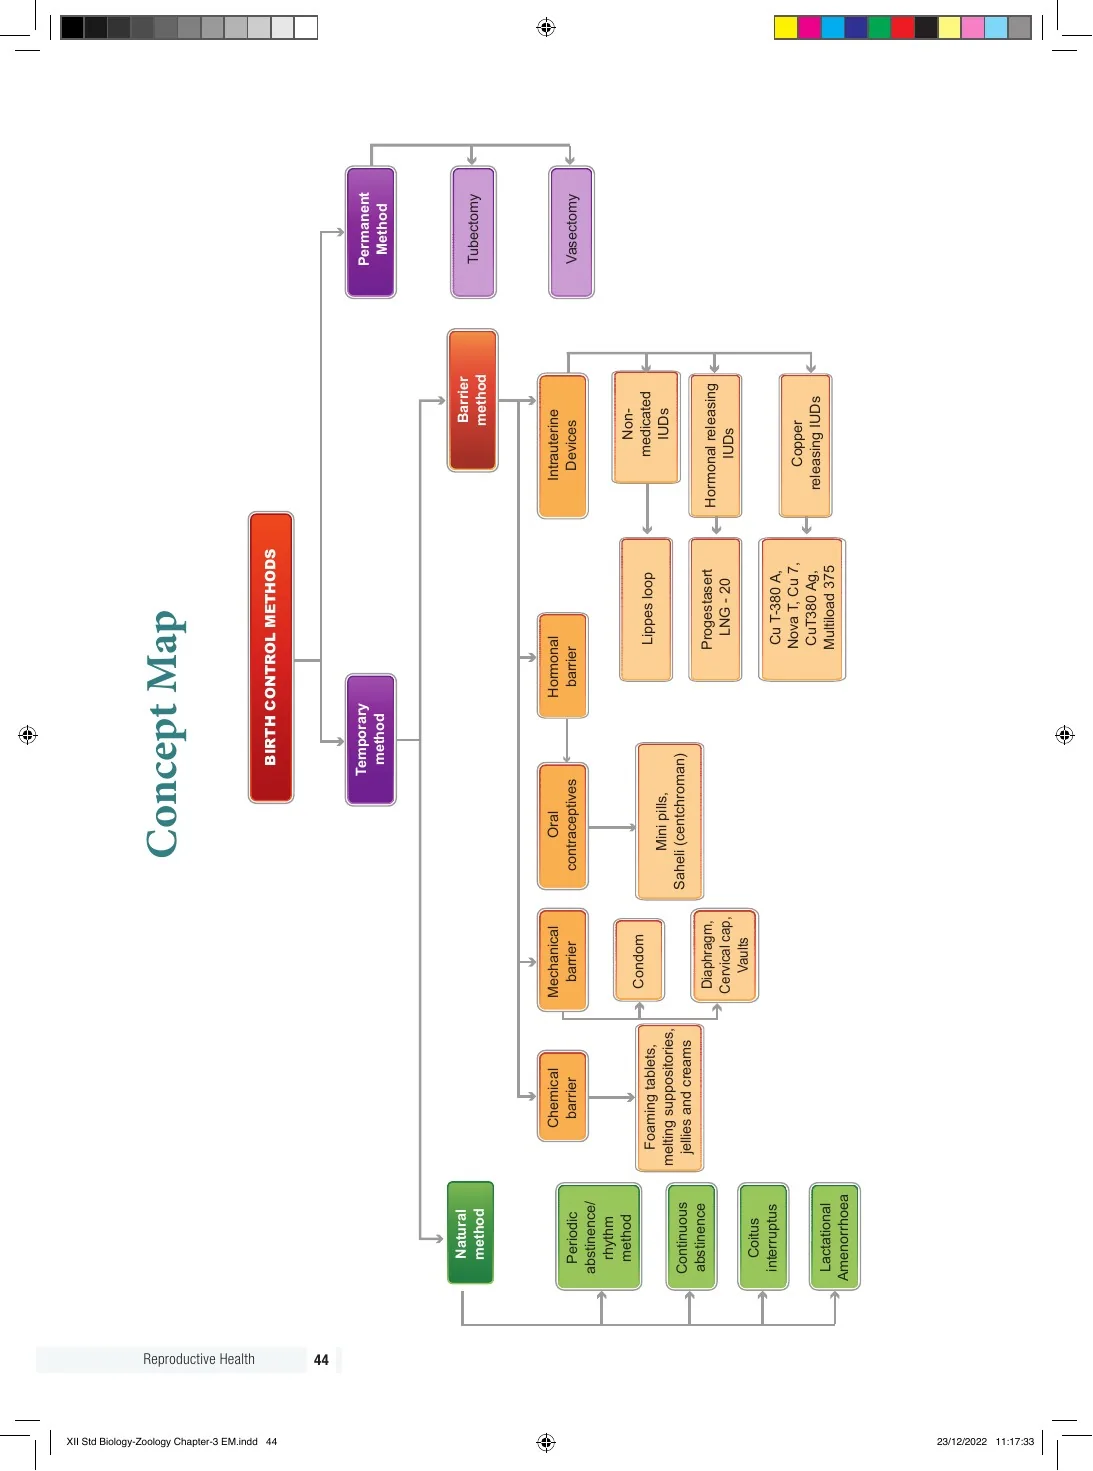 Concept Map
BIRTH CONTROL METHODS
Temporary
method
Permanent
Method
Tubectomy
Vasectomy
Natural
method
Barrier
method
Periodic
abstinence/
rhythm
method
Continuous
abstinence
Coitus
interruptus
Lactational
Amenorrhoea
Chemical
barrier
Foaming tablets,
melting suppositories,
jellies and creams
Mechanical
barrier
Condom
Diaphragm,
Cervical cap,
Vaults
Oral
contraceptives
Mini pills,
Saheli (centchroman)
Hormonal
barrier
Intrauterine
Devices
Non-
medicated
IUDs
Lippes loop
Hormonal releasing
IUDs
Progestasert
LNG - 20
Copper
releasing IUDs
Cu T-380 A,
Nova T, Cu 7,
CuT380 Ag,
Multiload 375
Reproductive Health 44
XII Std Biology-Zoology Chapter-3 EM.indd 44
23/12/2022 11:17:33